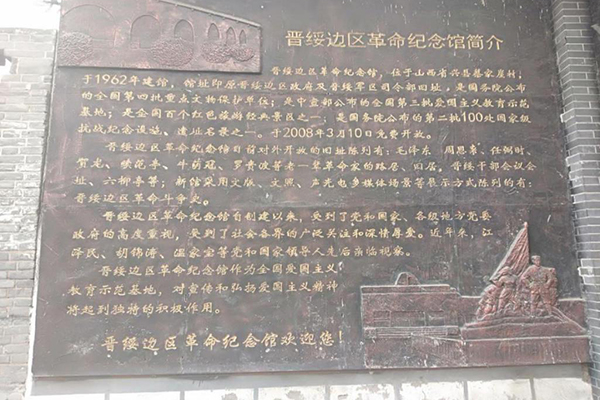 晋绥边区革命纪念馆简介
晋绥边区革命纪念馆,位于山西省兴县蔡家崖村;
于1962年建馆,馆址即原晋绥边区政府及晋绥军区司令部旧址,是国务院公布
的全国第四批重点文物保护单位;是中宣部公布的全国第三批爱国主义教育示范
基地;是全国百个红色旅游经典景区之一;是国务院公布的第二批100处国家级
抗战纪念设施、遗址名录之一。于2008年3月10日免费开放。
晋绥边区革命纪念馆目前对外开放的旧址陈列有:毛泽东、周恩来、任弼时、
贺龙、续范亭、牛荫冠、罗贵波等老一辈革命家的路居、旧居,晋绥干部会议会
址、六柳亭等;新馆采用文版、文照、声光电多媒体场景等展示方式陈列的有:
晋绥边区革命斗争史。
晋绥边区革命纪念馆自创建以来,受到了党和国家、各级地方党委
政府的高度重视,受到了社会各界的广泛关注和深情厚爱。近年来,江
泽民、胡锦涛、温家宝等党和国家领导人先后亲临视察。
晋绥边区革命纪念馆作为全国爱国主义
教育示范基地,对宣传和弘扬爱国主义精神
将起到独特的积极作用。
晋绥边区革命纪念馆欢迎您!